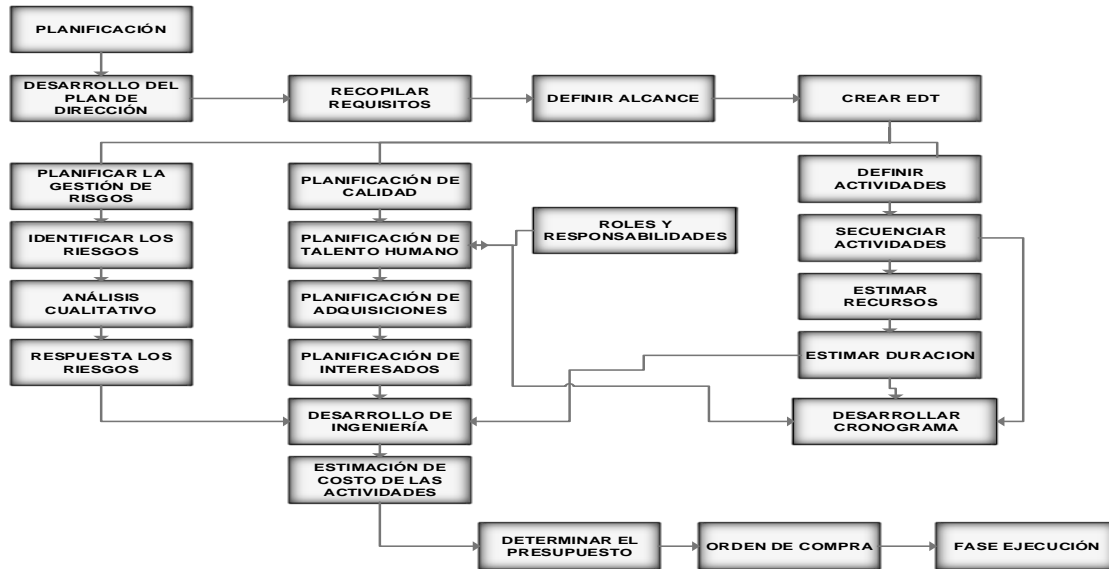 PLANIFICACIÓN
DESARROLLO DEL
PLAN DE
DIRECCIÓN
RECOPILAR
REQUISITOS
DEFINIR ALCANCE
CREAR EDT
PLANIFICAR LA
GESTIÓN DE
RISGOS
PLANIFICACIÓN DE
CALIDAD
DEFINIR
ACTIVIDADES
IDENTIFICAR LOS
RIESGOS
PLANIFICACIÓN DE
TALENTO HUMANO
ROLES Y
RESPONSABILIDADES
SECUENCIAR
ACTIVIDADES
ANÁLISIS
CUALITATIVO
PLANIFICACIÓN DE
ADQUISICIONES
ESTIMAR
RECURSOS
RESPUESTA LOS
RIESGOS
PLANIFICACIÓN DE
INTERESADOS
ESTIMAR DURACION
DESARROLLO DE
INGENIERÍA
DESARROLLAR
CRONOGRAMA
ESTIMACIÓN DE
COSTO DE LAS
ACTIVIDADES
DETERMINAR EL
PRESUPUESTO
ORDEN DE COMPRA
FASE EJECUCIÓN